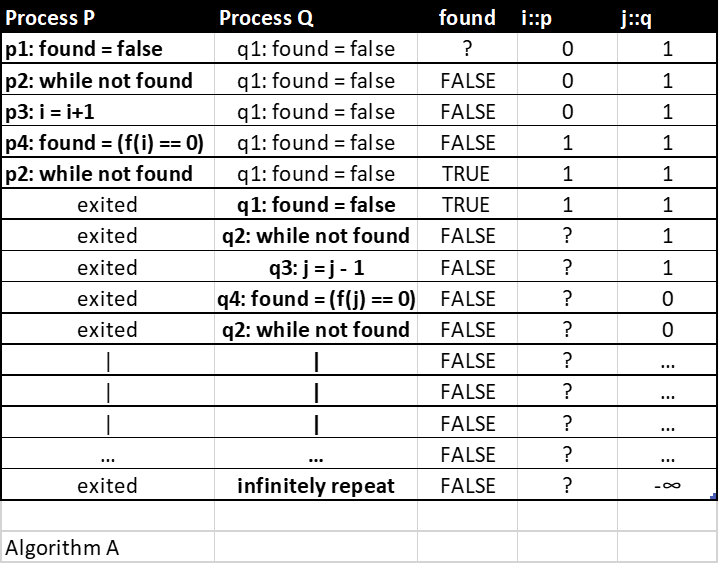 Process P Process Q found i::p j::q
p1: found = false q1: found = false ? 0 1
p2: while not found q1: found = false FALSE 0 1
p3: i = i+1 q1: found = false FALSE 0 1
p4: found = (f(i) == 0) q1: found = false FALSE 1 1
p2: while not found q1: found = false TRUE 1 1
exited q1: found = false TRUE 1 1
exited q2: while not found FALSE ? 1
exited q3: j = j - 1 FALSE ? 1
exited q4: found = (f(j) == 0) FALSE ? 0
exited q2: while not found FALSE ? 0
| | FALSE ? ...
| | FALSE ? ...
| | FALSE ? ...
... ... FALSE ? ...
exited infinitely repeat FALSE ? -∞
Algorithm A